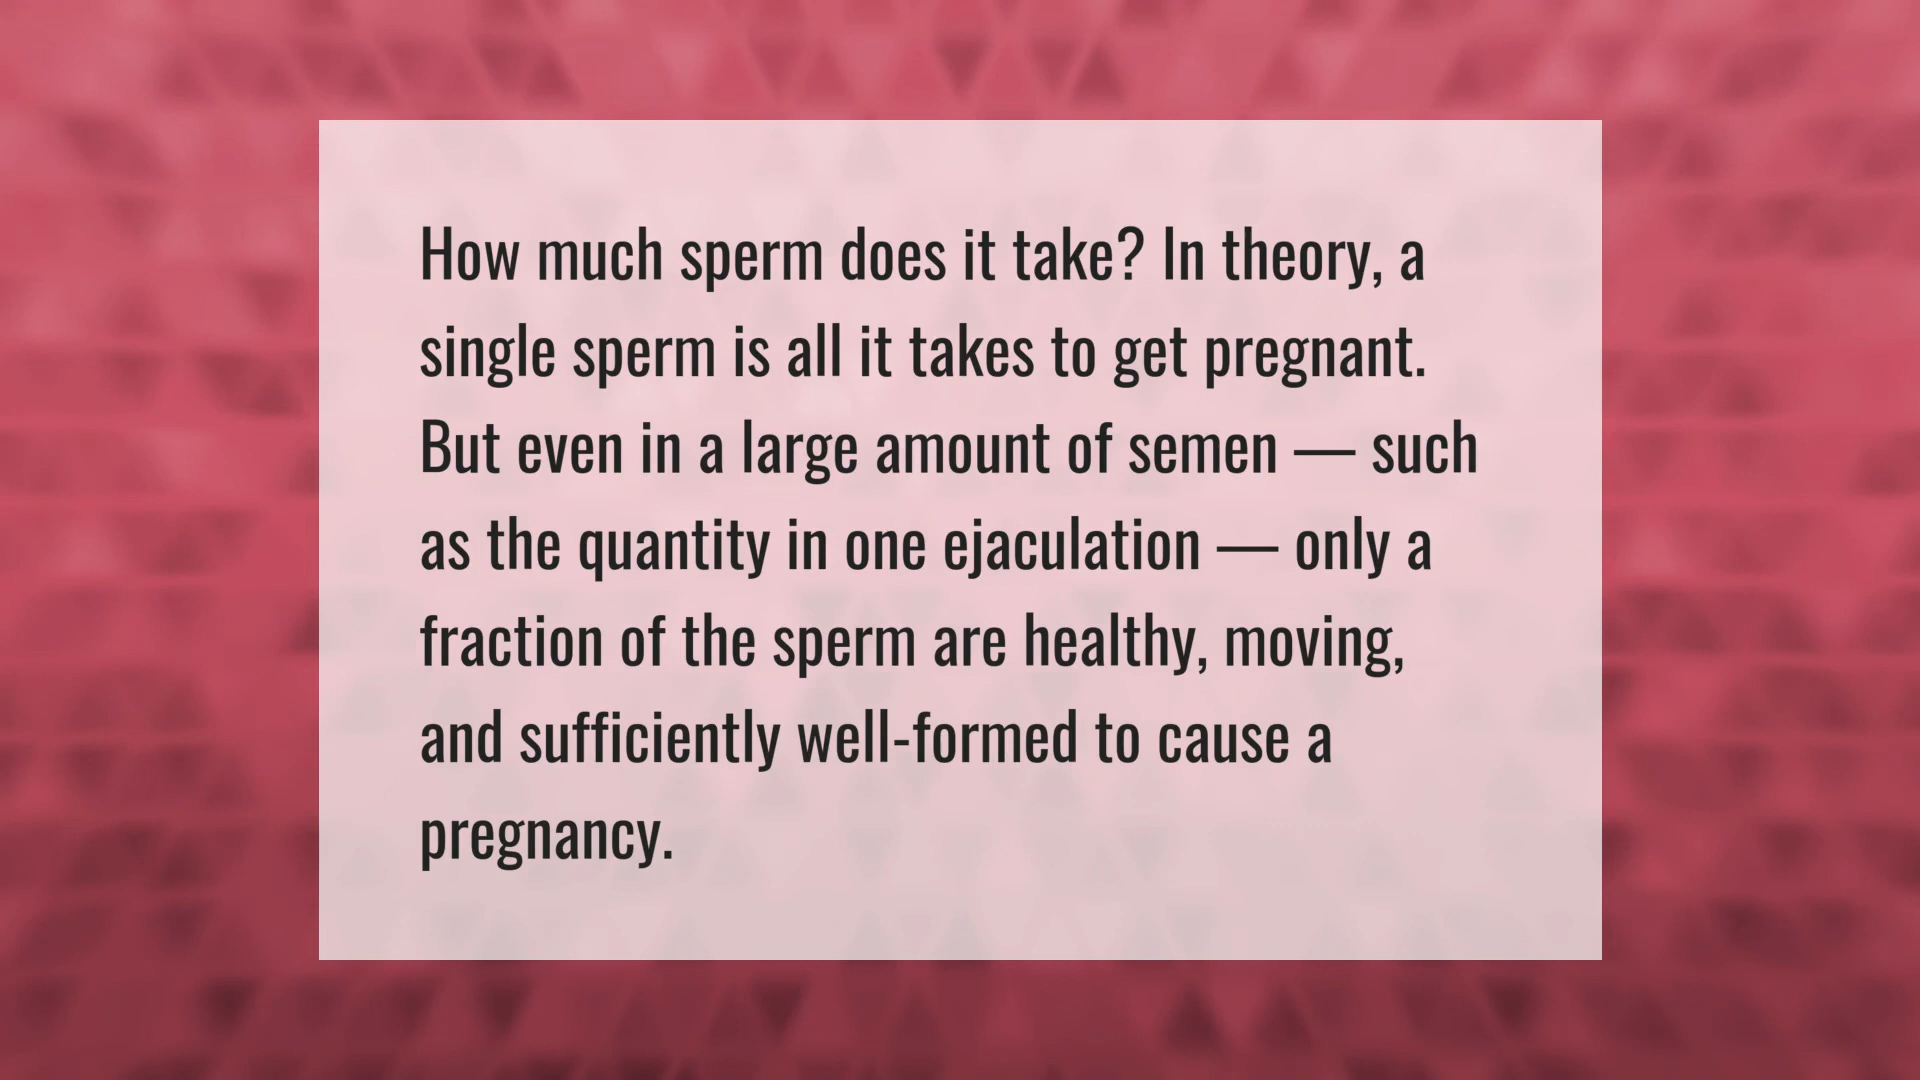 How much sperm does it take? In theory, a
single sperm is all it takes to get pregnant.
But even in a large amount of semen — such
as the quantity in one ejaculation — only a
fraction of the sperm are healthy, moving,
and sufficiently well-formed to cause a
pregnancy.